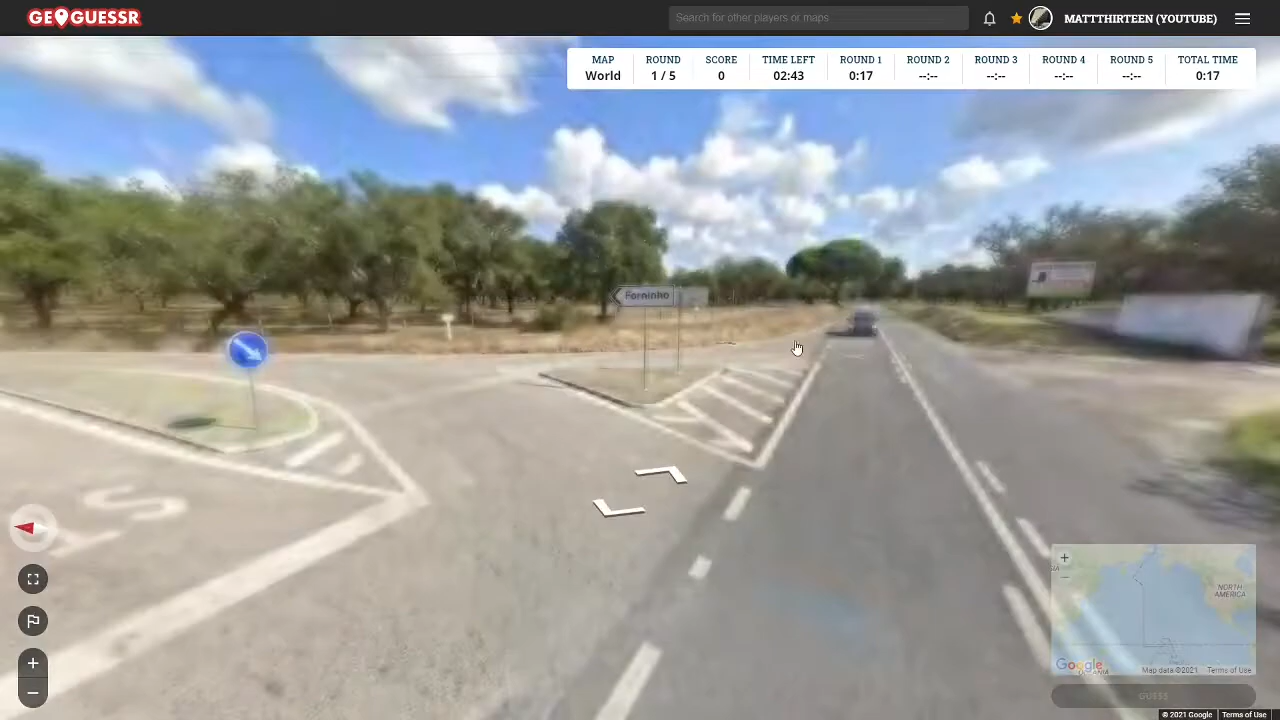 GEOGUESSR
Search for other players or maps
MATTTHIRTEEN (YOUTUBE)
MAP
World
ROUND
1 / 5
SCORE
0
TIME LEFT
02:43
ROUND 1
0:17
ROUND 2
--:--
ROUND 3
--:--
ROUND 4
--:--
ROUND 5
--:--
TOTAL TIME
0:17
Forninho
ST
NORTH
AMERICA
Google
Map data ©2021
Terms of Use
GUESS
© 2021 Google
Terms of Use